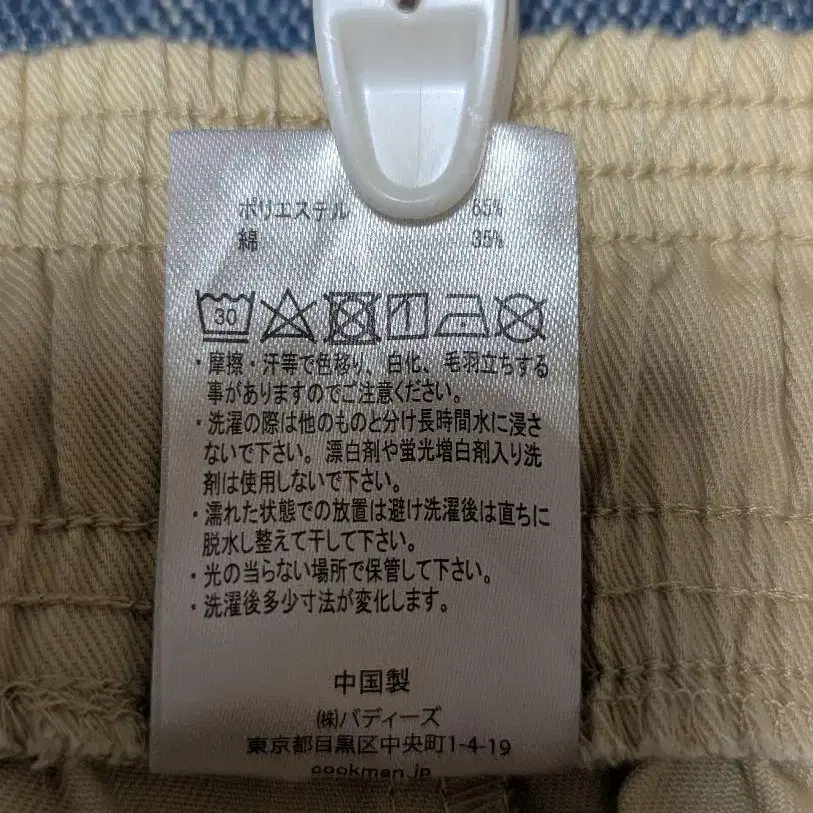 ポリエステル 65%
綿 35%
30
・摩擦・汗等で色移り、白化、毛羽立ちする
事がありますのでご注意ください。
・洗濯の際は他のものと分け長時間水に浸さ
ないで下さい。漂白剤や蛍光増白剤入り洗
剤は使用しないで下さい。
・濡れた状態での放置は避け洗濯後は直ちに
脱水し整えて干して下さい。
・光の当らない場所で保管して下さい。
・洗濯後多少寸法が変化します。
中国製
㈱バディーズ
東京都目黒区中央町1-4-19
cookman.jp